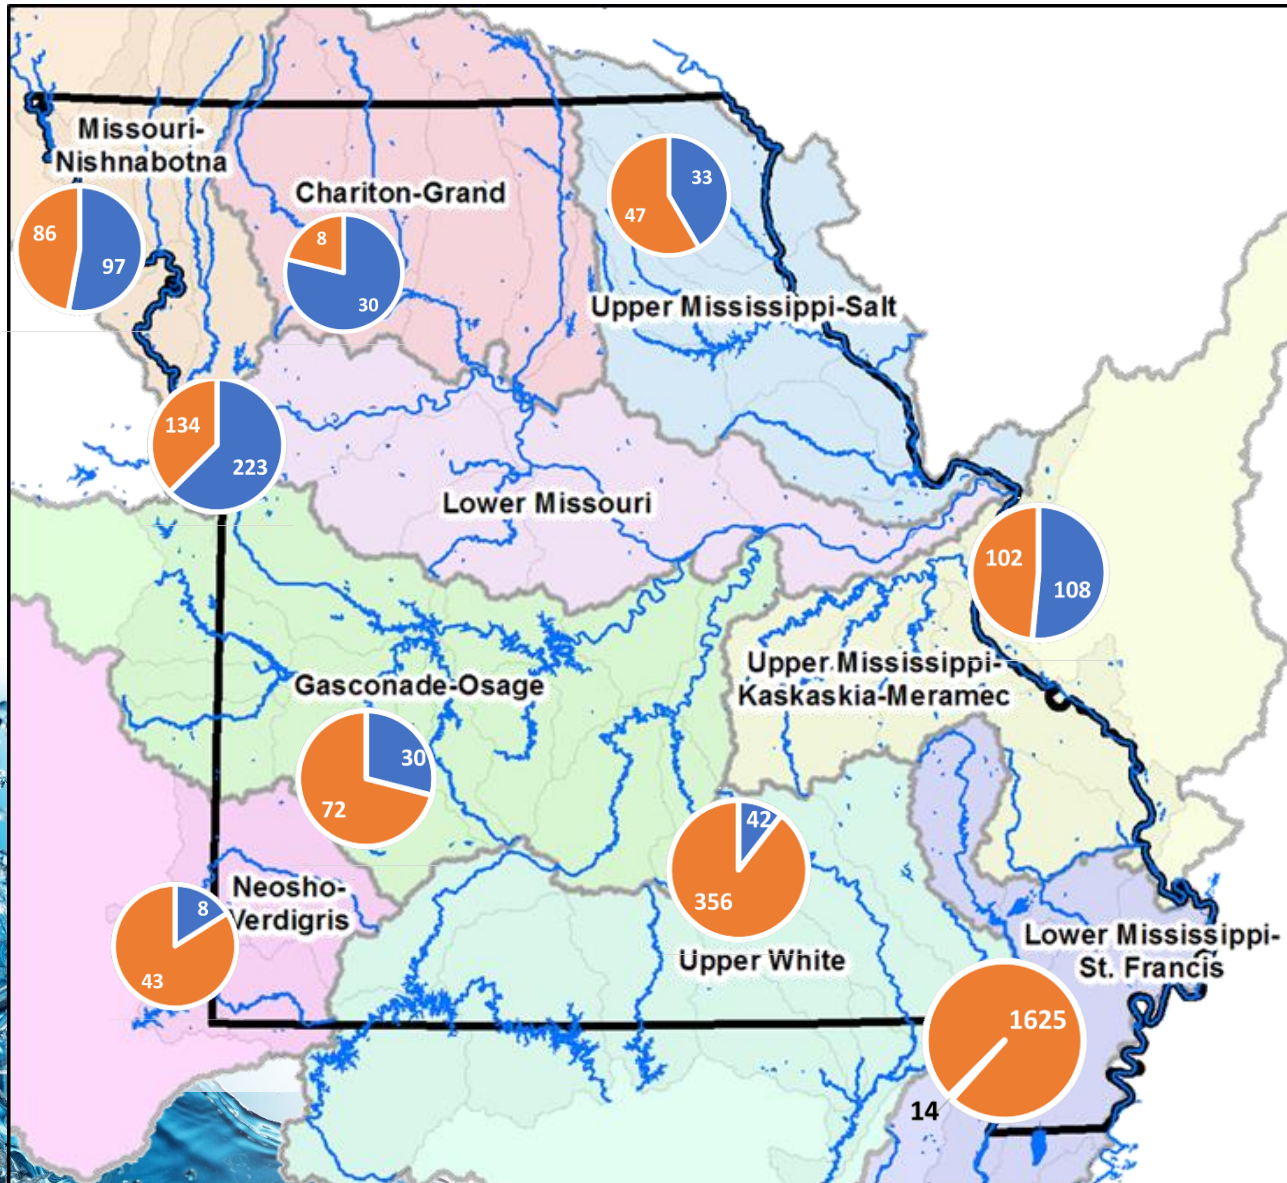 Missouri-
Nishnabotna
86
97
Chariton-Grand
8
30
33
47
Upper Mississippi-Salt
134
223
Lower Missouri
102
108
Upper Mississippi-
Kaskaskia-Meramec
Gasconade-Osage
30
72
42
356
Neosho-
Verdigris
8
43
Upper White
Lower Mississippi-
St. Francis
1625
14